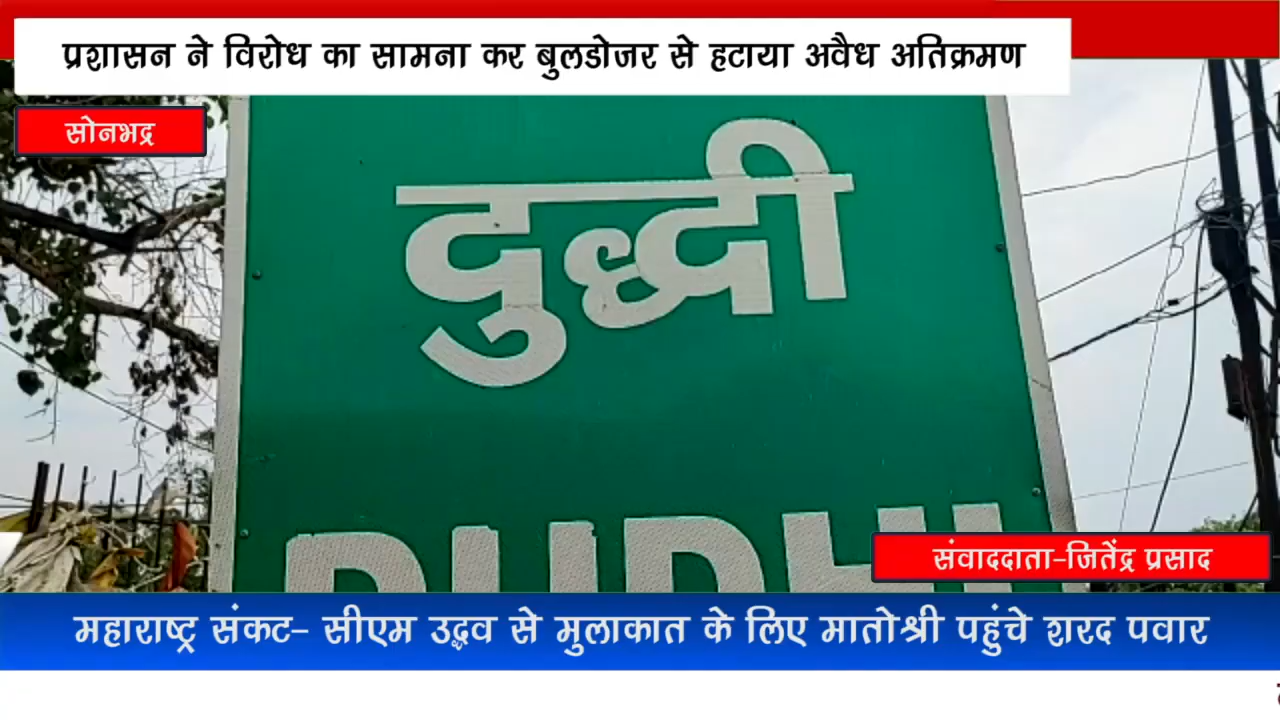 प्रशासन ने विरोध का सामना कर बुलडोजर से हटाया अवैध अतिक्रमण
सोनभद्र
दुद्धी
DUDHI
संवाददाता-जितेंद्र प्रसाद
महाराष्ट्र संकट- सीएम उद्धव से मुलाकात के लिए मातोश्री पहुंचे शरद पवार